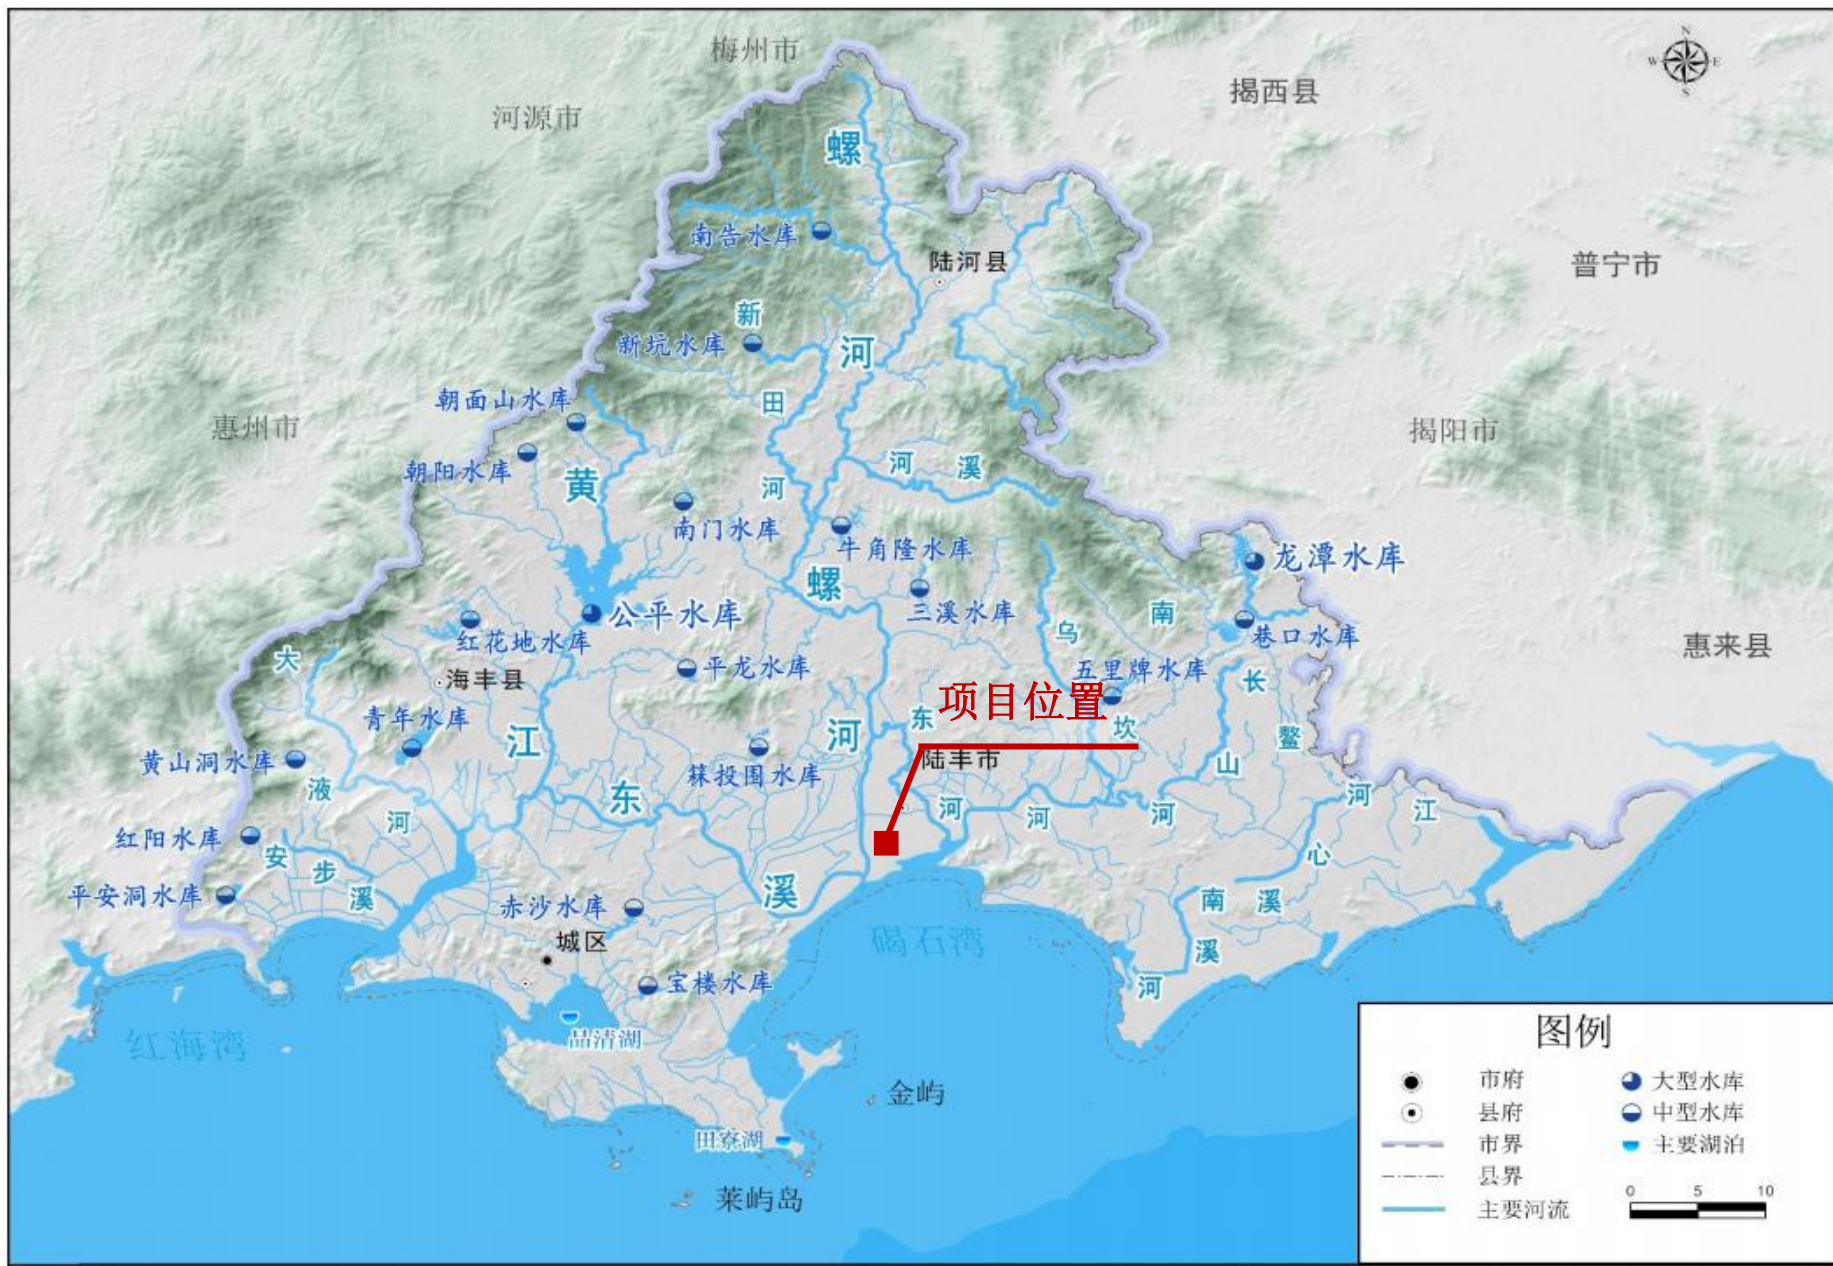 梅州市
河源市
揭西县
N
W
E
S
螺
南告水库
陆河县
普宁市
新
新坑水库
河
朝面山水库
田
惠州市
揭阳市
朝阳水库
黄
河
河
溪
南门水库
牛角隆水库
龙潭水库
螺
三溪水库
公平水库
红花地水库
乌
南
巷口水库
大
海丰县
平龙水库
五里牌水库
长
惠来县
项目位置
青年水库
江
河
东
坎
鳌
黄山洞水库
箖投围水库
陆丰市
山
液
河
东
河
河
河
河
江
红阳水库
安
步
溪
心
平安洞水库
赤沙水库
溪
南
溪
城区
碣石湾
溪
宝楼水库
河
红海湾
品清湖
金屿
田寮湖
莱屿岛
图例
市府
大型水库
县府
中型水库
市界
主要湖泊
县界
主要河流
0
5
10